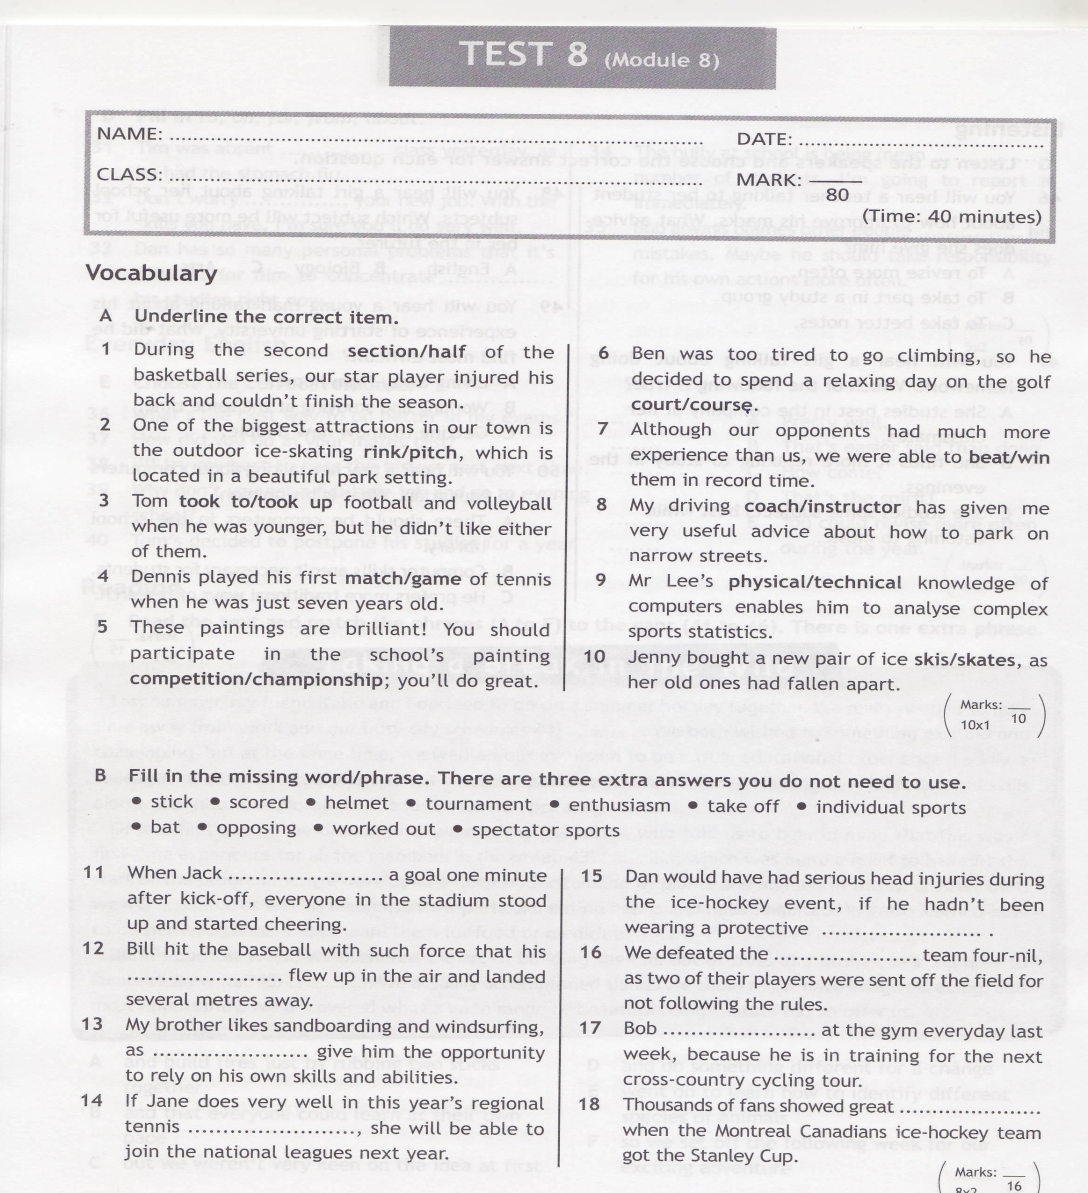 TEST 8 (Module 8)
NAME: ........................................................................................................ DATE: ................................................
CLASS: ........................................................................................................ MARK: ____
80
(Time: 40 minutes)
Vocabulary
A Underline the correct item.
1 During the second section/half of the
basketball series, our star player injured his
back and couldn't finish the season.
2 One of the biggest attractions in our town is
the outdoor ice-skating rink/pitch, which is
located in a beautiful park setting.
3 Tom took to/took up football and volleyball
when he was younger, but he didn't like either
of them.
4 Dennis played his first match/game of tennis
when he was just seven years old.
5 These paintings are brilliant! You should
participate in the school's painting
competition/championship; you'll do great.
6 Ben was too tired to go climbing, so he
decided to spend a relaxing day on the golf
court/course.
7 Although our opponents had much more
experience than us, we were able to beat/win
them in record time.
8 My driving coach/instructor has given me
very useful advice about how to park on
narrow streets.
9 Mr Lee's physical/technical knowledge of
computers enables him to analyse complex
sports statistics.
10 Jenny bought a new pair of ice skis/skates, as
her old ones had fallen apart.
Marks: ____
10x1 10
B Fill in the missing word/phrase. There are three extra answers you do not need to use.
• stick • scored • helmet • tournament • enthusiasm • take off • individual sports
• bat • opposing • worked out • spectator sports
11 When Jack ........................ a goal one minute
after kick-off, everyone in the stadium stood
up and started cheering.
12 Bill hit the baseball with such force that his
........................ flew up in the air and landed
several metres away.
13 My brother likes sandboarding and windsurfing,
as ........................ give him the opportunity
to rely on his own skills and abilities.
14 If Jane does very well in this year's regional
tennis ........................, she will be able to
join the national leagues next year.
15 Dan would have had serious head injuries during
the ice-hockey event, if he hadn't been
wearing a protective ........................ .
16 We defeated the ........................ team four-nil,
as two of their players were sent off the field for
not following the rules.
17 Bob ........................ at the gym everyday last
week, because he is in training for the next
cross-country cycling tour.
18 Thousands of fans showed great ......................
when the Montreal Canadians ice-hockey team
got the Stanley Cup.
Marks: ____
8x2 16